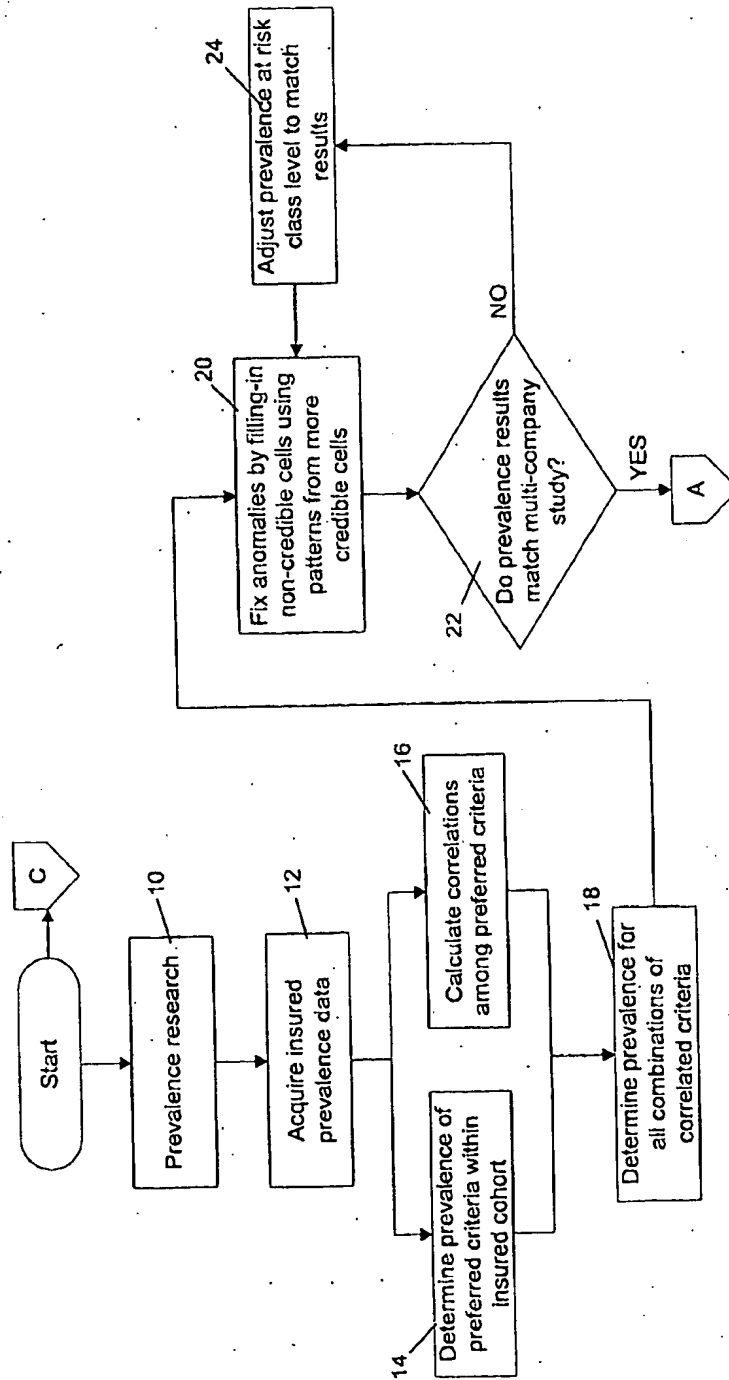 Start
C
10
Prevalence research
12
Acquire insured
prevalence data
14
Determine prevalence of
preferred criteria within
insured cohort
16
Calculate correlations
among preferred criteria
18
Determine prevalence for
all combinations of
correlated criteria
20
Fix anomalies by filling-in
non-credible cells using
patterns from more
credible cells
22
Do prevalence results
match multi-company
study?
NO
YES
24
Adjust prevalence at risk
class level to match
results
A